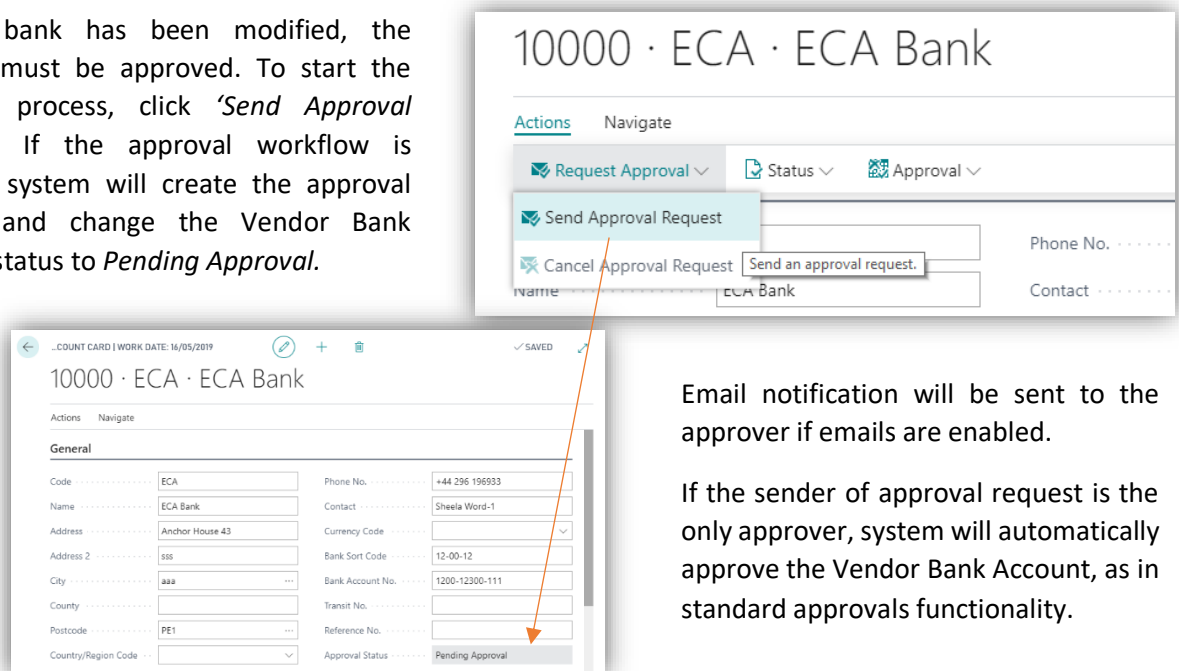 bank has been modified, the
must be approved. To start the
process, click ‘Send Approval
If the approval workflow is
system will create the approval
and change the Vendor Bank
status to Pending Approval.
10000 · ECA · ECA Bank
Actions Navigate
Request Approval Status Approval
Send Approval Request
Phone No.
Cancel Approval Request Send an approval request.
Name ECA Bank Contact
...COUNT CARD | WORK DATE: 16/05/2019 SAVED
10000 · ECA · ECA Bank
Actions Navigate
General
Code ECA Phone No. +44 296 196933
Name ECA Bank Contact Sheela Word-1
Address Anchor House 43 Currency Code
Address 2 sss Bank Sort Code 12-00-12
City aaa Bank Account No. 1200-12300-111
County Transit No.
Postcode PE1 Reference No.
Country/Region Code Approval Status Pending Approval
Email notification will be sent to the
approver if emails are enabled.
If the sender of approval request is the
only approver, system will automatically
approve the Vendor Bank Account, as in
standard approvals functionality.